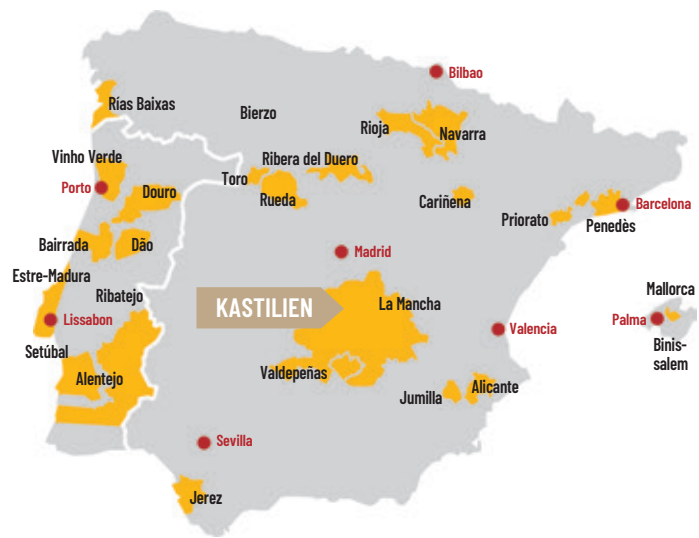 Bilbao
Rías Baixas
Bierzo
Rioja
Navarra
Vinho Verde
Ribera del Duero
Toro
Porto
Douro
Rueda
Cariñena
Barcelona
Priorato
Penedès
Bairrada
Dão
Madrid
Estre-Madura
Ribatejo
Mallorca
KASTILIEN
La Mancha
Lissabon
Palma
Valencia
Setúbal
Binis-
salem
Valdepeñas
Alentejo
Jumilla
Alicante
Sevilla
Jerez